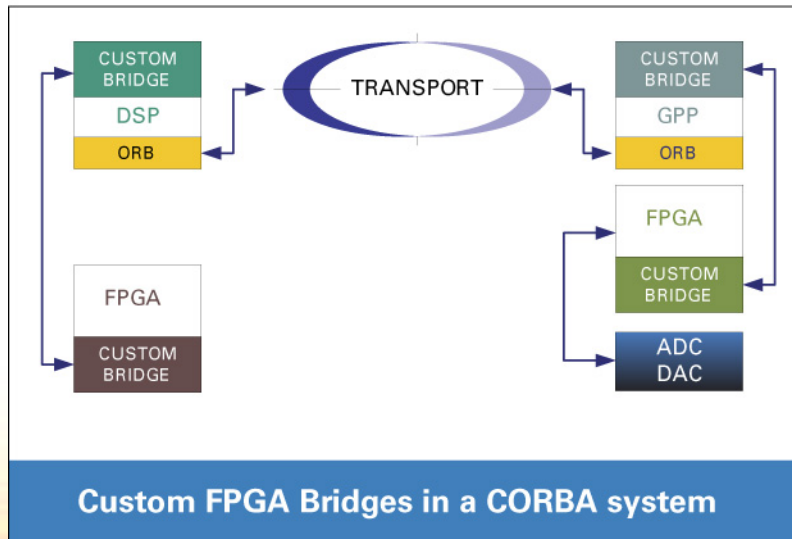 CUSTOM
BRIDGE
DSP
ORB
TRANSPORT
CUSTOM
BRIDGE
GPP
ORB
FPGA
CUSTOM
BRIDGE
FPGA
CUSTOM
BRIDGE
ADC
DAC
Custom FPGA Bridges in a CORBA system